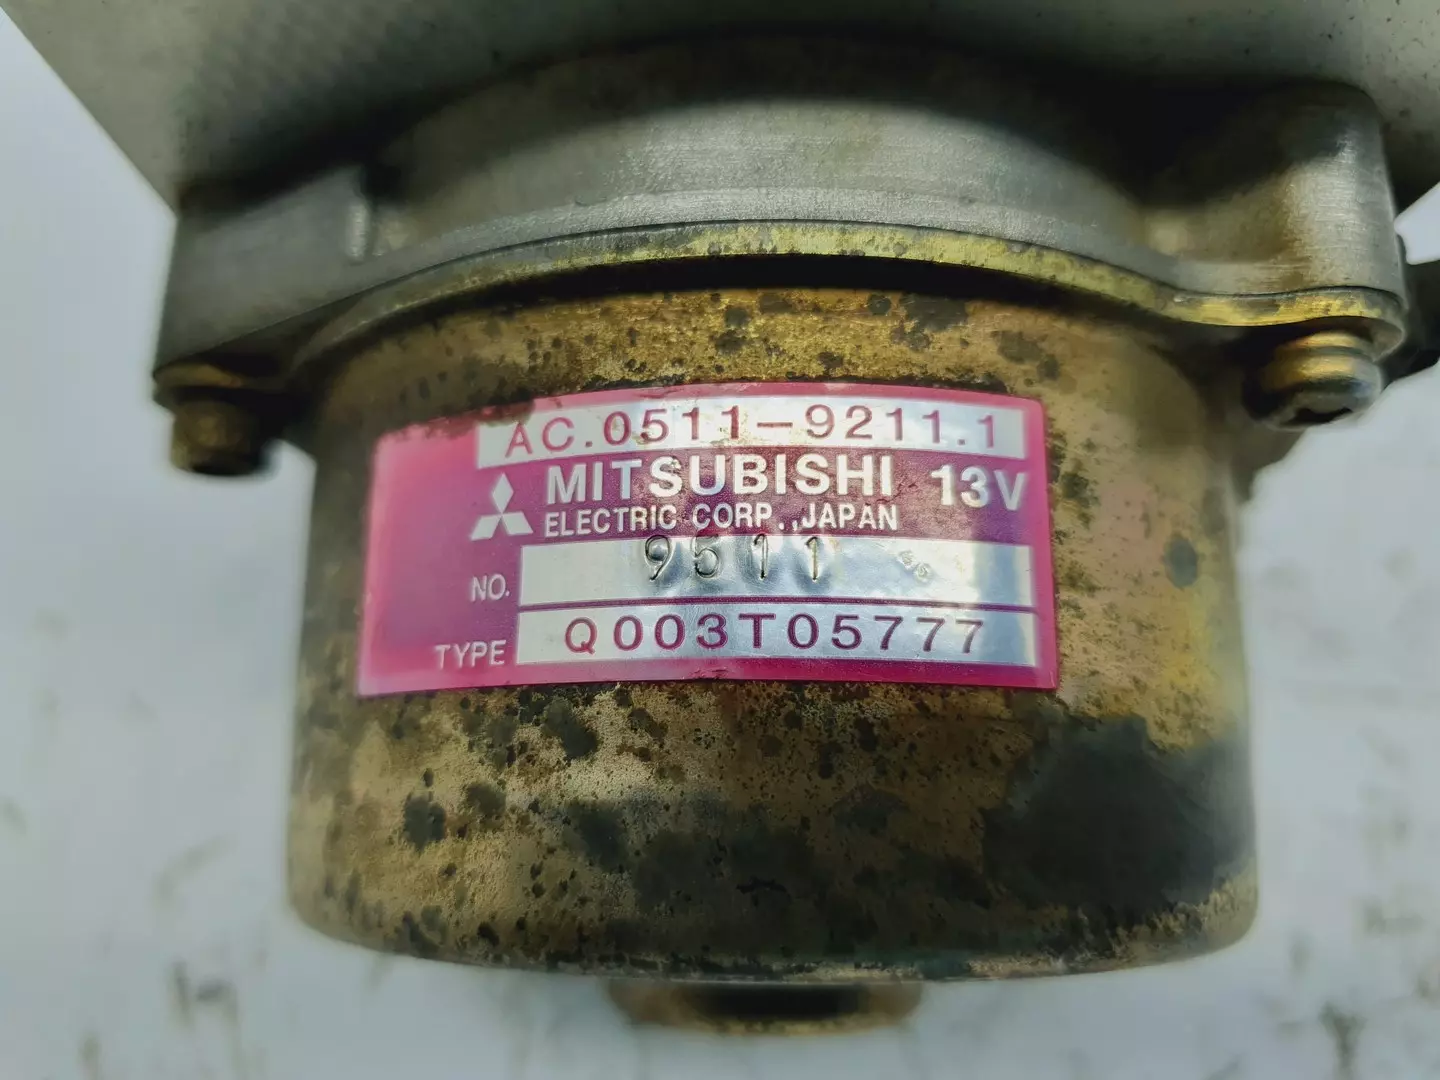 AC.0511-9211.1
MITSUBISHI 13V
ELECTRIC CORP., JAPAN
NO. 9511
TYPE Q003T05777